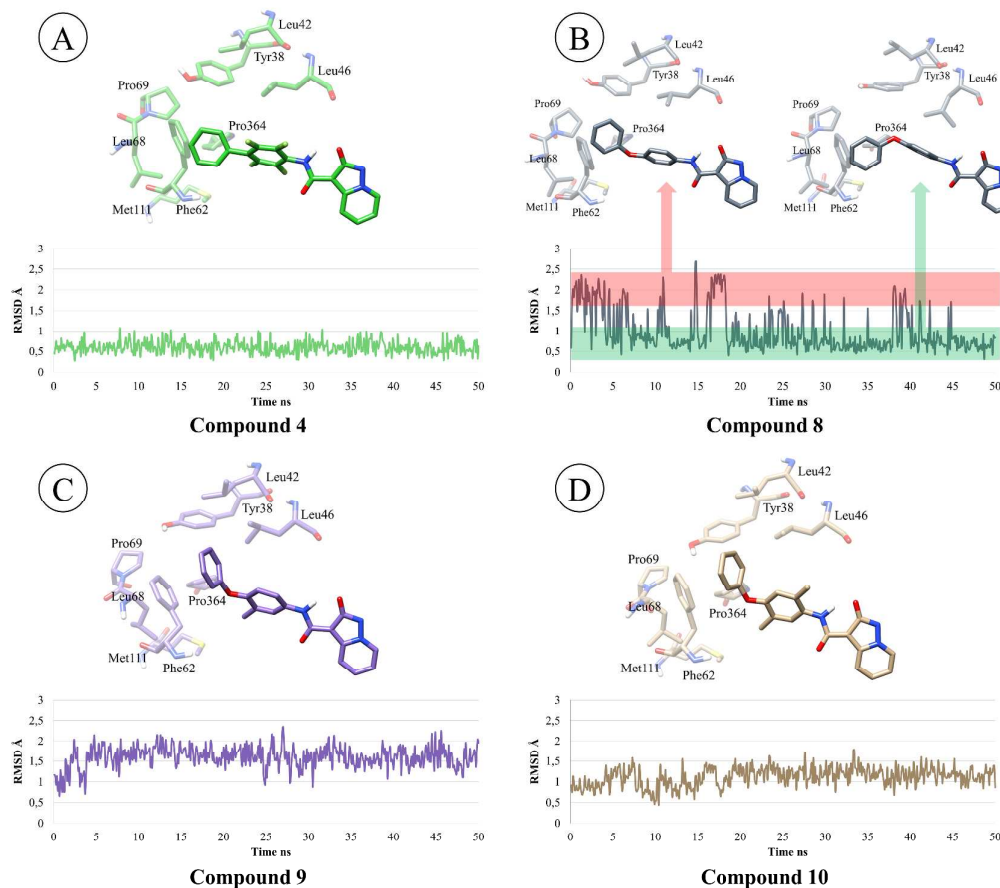 A
Leu42
Tyr38
Leu46
Pro69
Leu68
Pro364
Met111
Phe62
3
2,5
2
1,5
1
0,5
0
RMSD Å
0 5 10 15 20 25 30 35 40 45 50
Time ns
Compound 4
B
Leu42
Tyr38
Leu46
Pro69
Leu68
Pro364
Met111
Phe62
Leu42
Tyr38
Leu46
Pro69
Leu68
Pro364
Met111
Phe62
3
2,5
2
1,5
1
0,5
0
RMSD Å
0 5 10 15 20 25 30 35 40 45 50
Time ns
Compound 8
C
Leu42
Tyr38
Leu46
Pro69
Leu68
Pro364
Met111
Phe62
3
2,5
2
1,5
1
0,5
0
RMSD Å
0 5 10 15 20 25 30 35 40 45 50
Time ns
Compound 9
D
Leu42
Tyr38
Leu46
Pro69
Leu68
Pro364
Met111
Phe62
3
2,5
2
1,5
1
0,5
0
RMSD Å
0 5 10 15 20 25 30 35 40 45 50
Time ns
Compound 10